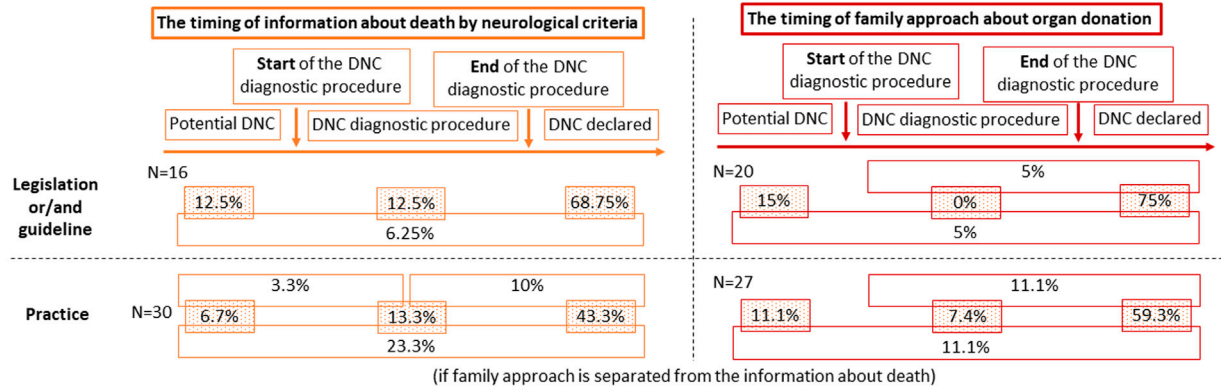 The timing of information about death by neurological criteria
Start of the DNC
diagnostic procedure
End of the DNC
diagnostic procedure
Potential DNC
DNC diagnostic procedure
DNC declared
The timing of family approach about organ donation
Start of the DNC
diagnostic procedure
End of the DNC
diagnostic procedure
Potential DNC
DNC diagnostic procedure
DNC declared
Legislation
or/and
guideline
N=16
12.5%
12.5%
68.75%
6.25%
N=20
5%
15%
0%
75%
5%
Practice
N=30
3.3%
10%
6.7%
13.3%
43.3%
23.3%
N=27
11.1%
11.1%
7.4%
59.3%
11.1%
(if family approach is separated from the information about death)